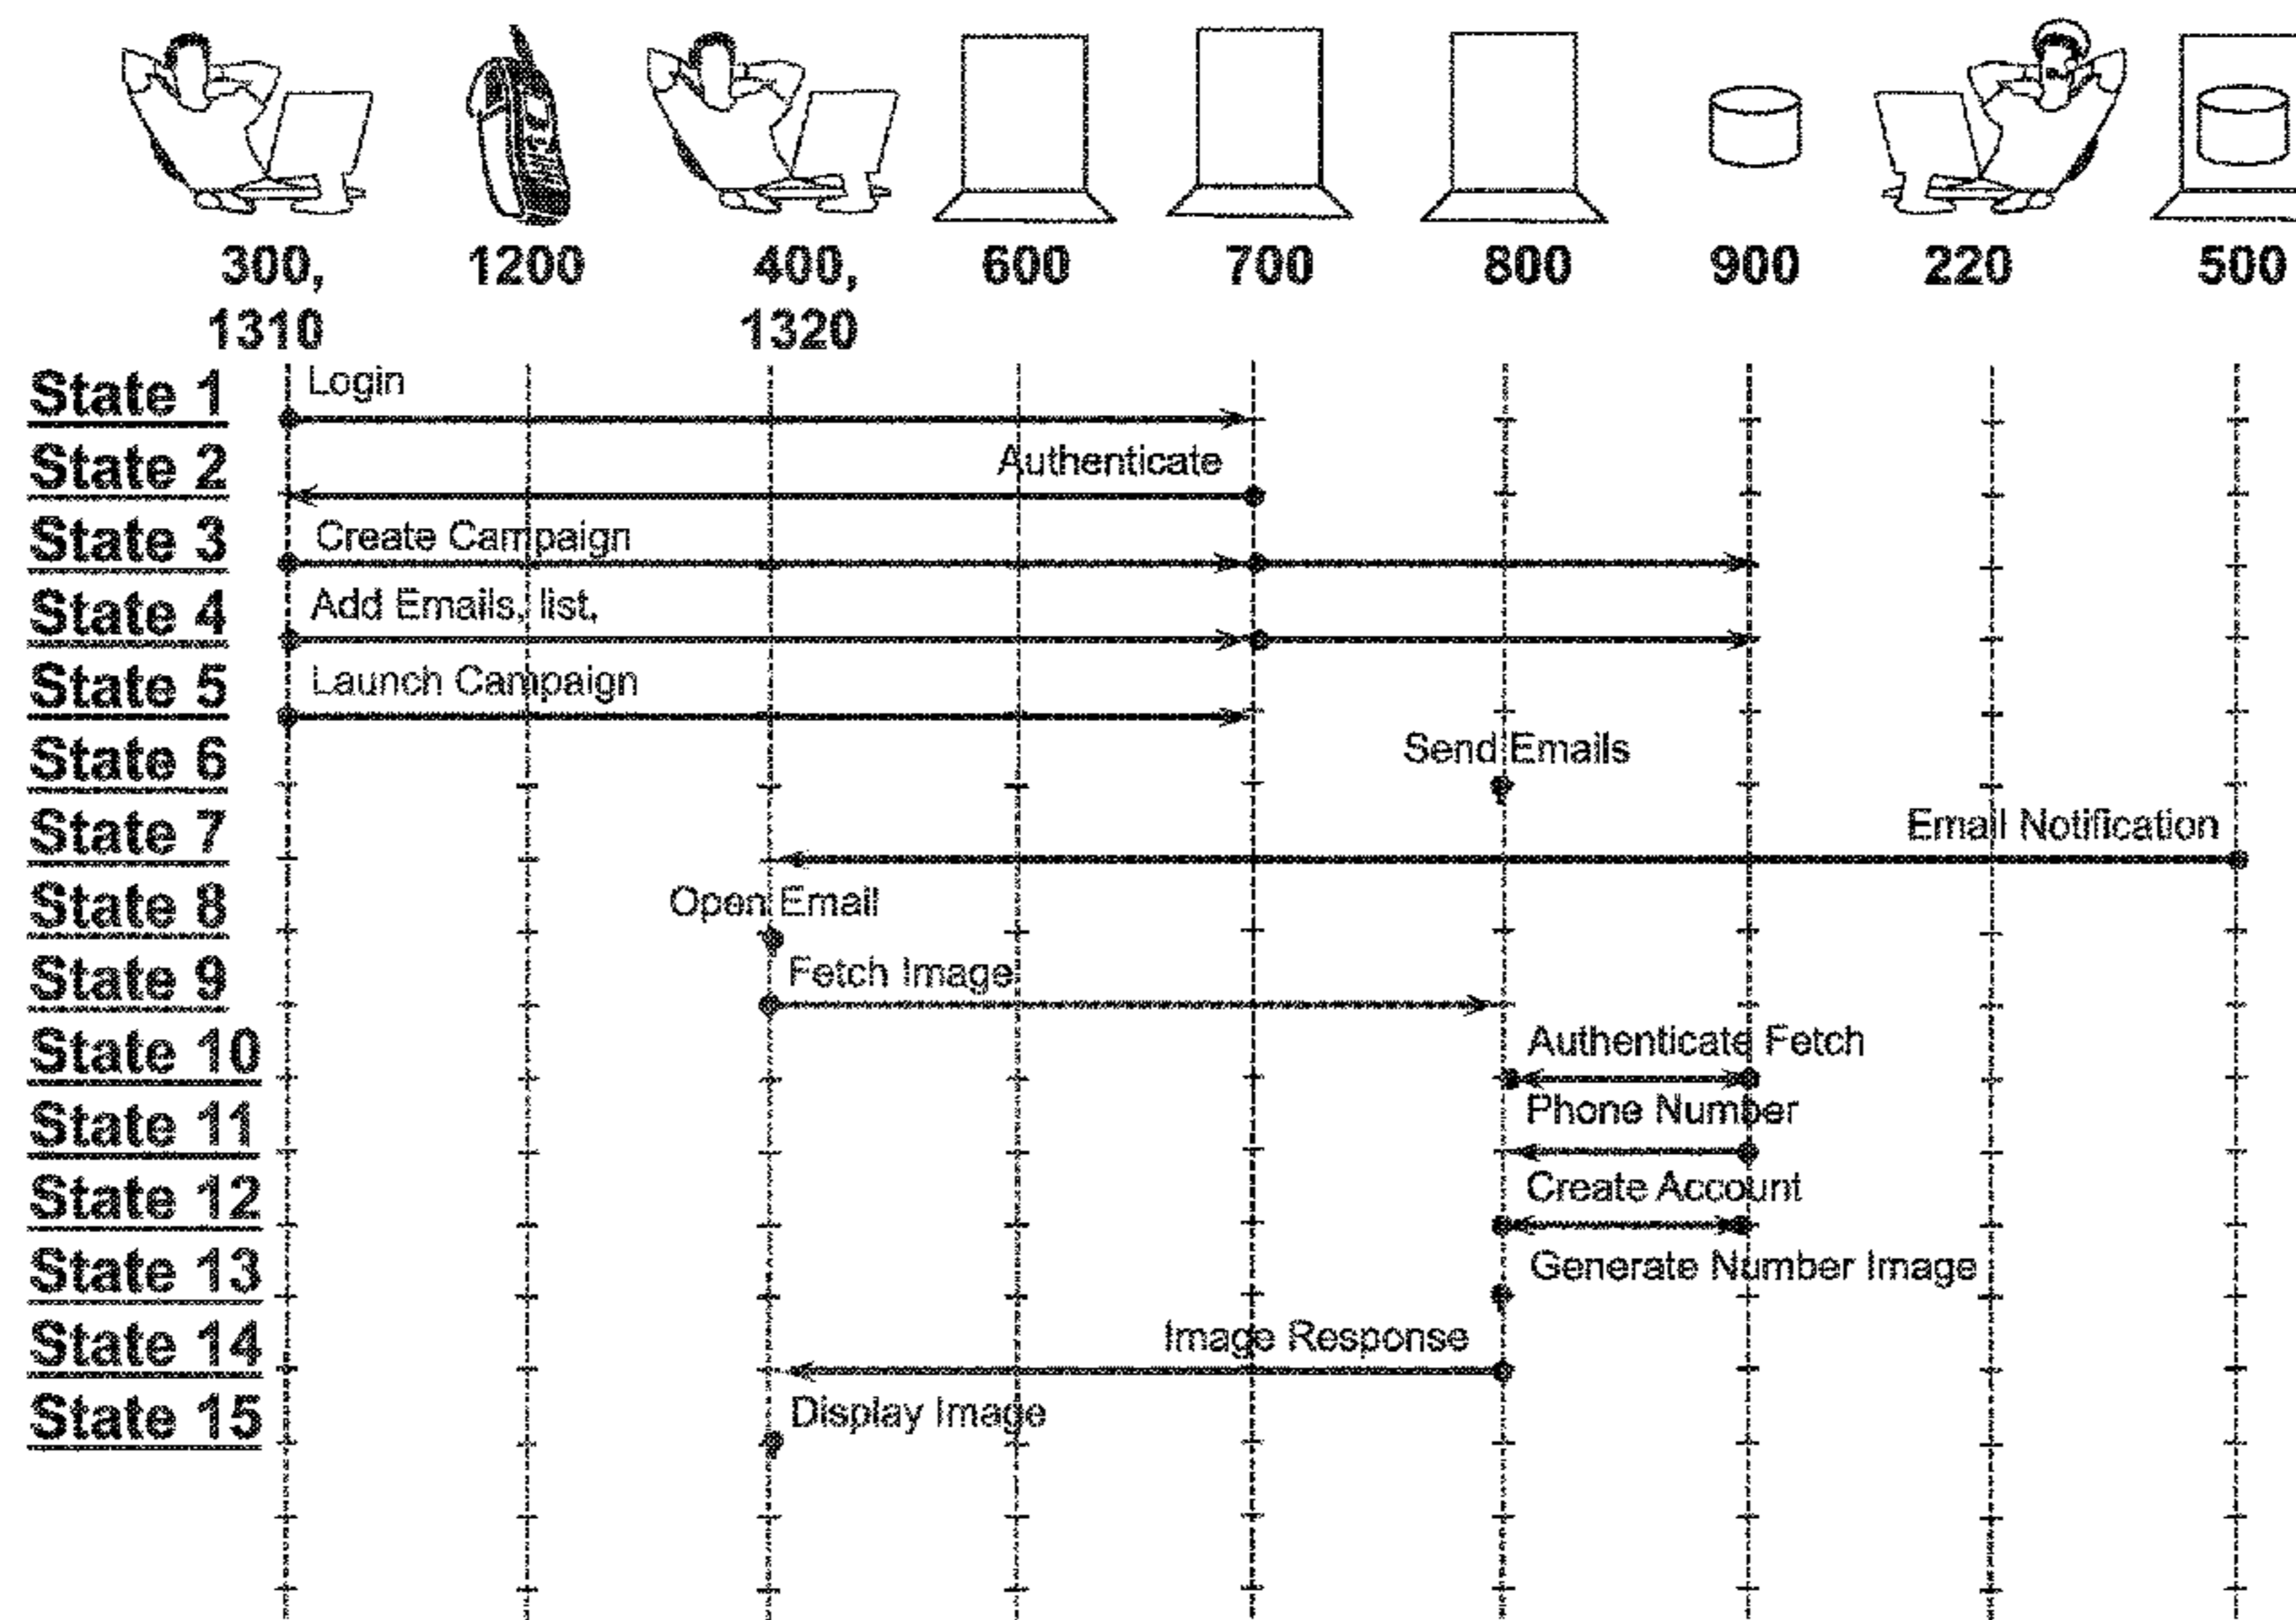 300, 1200 400, 600 700 800 900 220 500
1310 1320
State 1 Login
State 2 Authenticate
State 3 Create Campaign
State 4 Add Emails, list,
State 5 Launch Campaign
State 6 Send Emails
State 7 Email Notification
State 8 Open Email
State 9 Fetch Image
State 10 Authenticate Fetch
State 11 Phone Number
State 12 Create Account
State 13 Generate Number Image
State 14 Image Response
State 15 Display Image